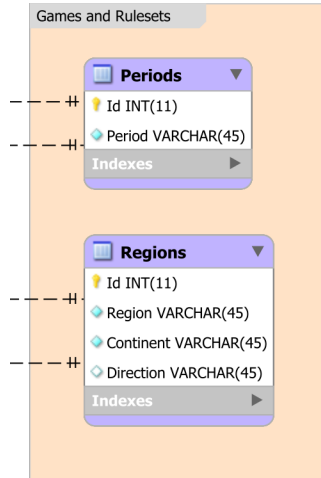 Games and Rulesets
Periods
Id INT(11)
Period VARCHAR(45)
Indexes
Regions
Id INT(11)
Region VARCHAR(45)
Continent VARCHAR(45)
Direction VARCHAR(45)
Indexes